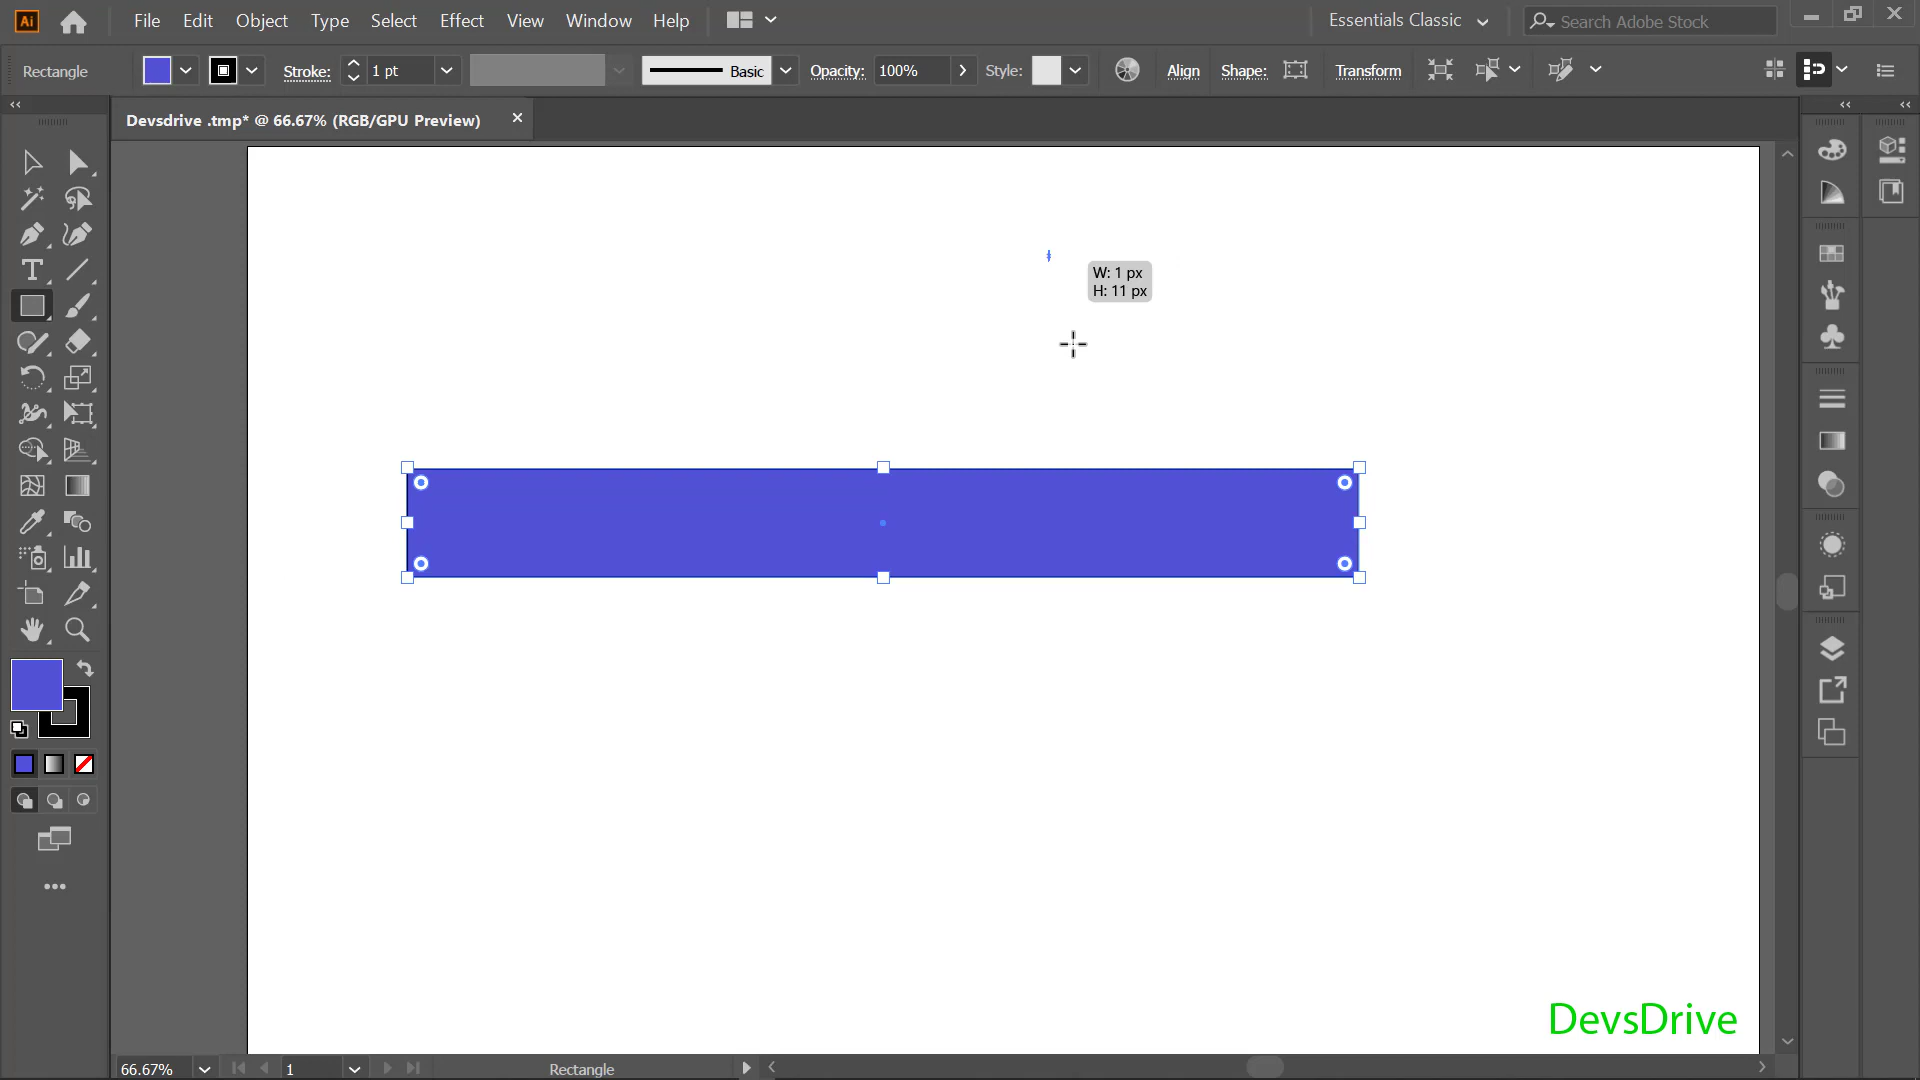 Ai File Edit Object Type Select Effect View Window Help Essentials Classic Search Adobe Stock
Rectangle Stroke: 1 pt Basic Opacity: 100% Style: Align Shape: Transform
Devsdrive .tmp* @ 66.67% (RGB/GPU Preview)
W: 1 px
H: 11 px
DevsDrive
66.67% 1 Rectangle